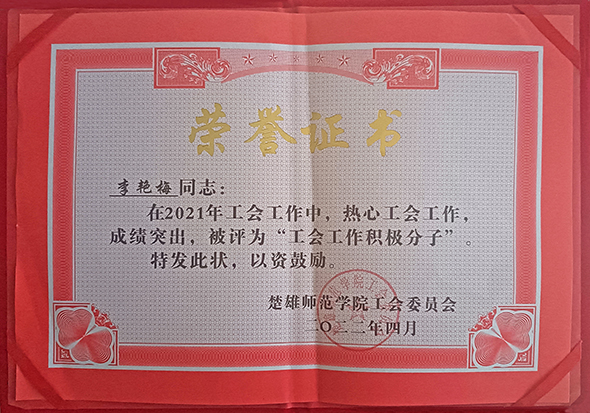 荣誉证书
李艳梅同志：
在2021年工会工作中，热心工会工作，
成绩突出，被评为“工会工作积极分子”。
特发此状，以资鼓励。
楚雄师范学院工会委员会
二〇二二年四月